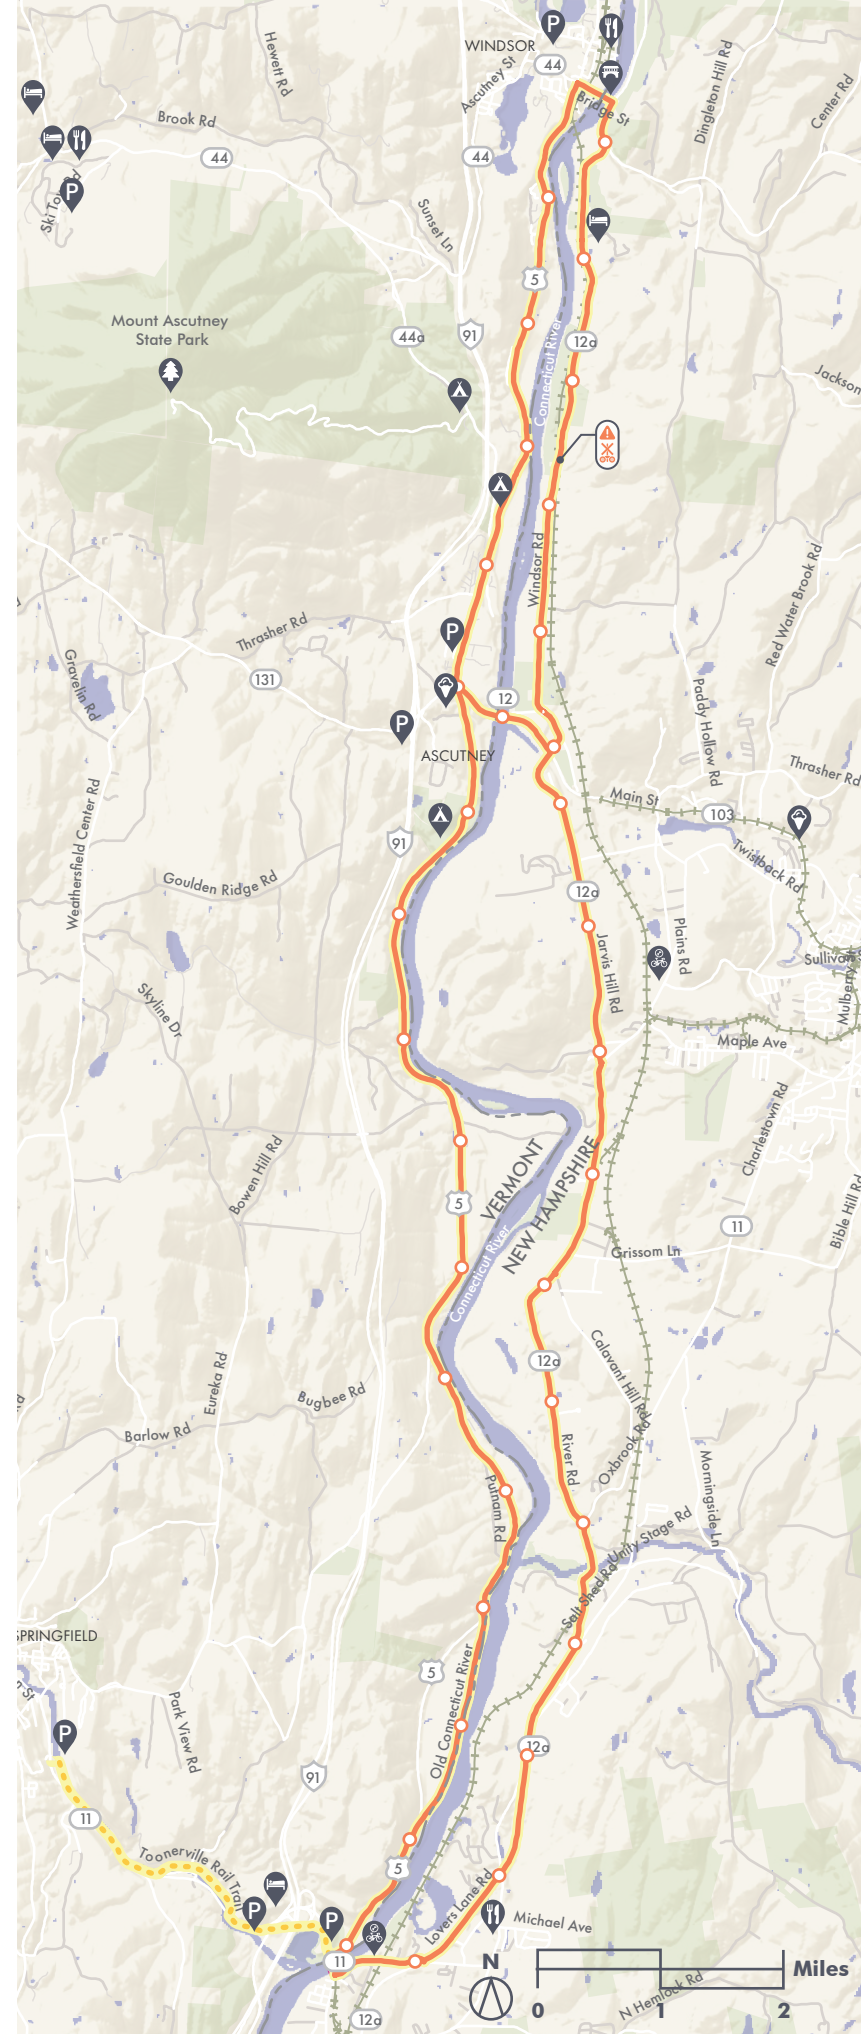 WINDSOR
P
44
Hewett Rd
Ascutney St
Dingleton Hill Rd
Center Rd
Bridge St
Brook Rd
44
44
P
Sunset Ln
5
Mount Ascutney
State Park
44a
91
12a
Connecticut River
Jackson
Windsor Rd
Red Water Brook Rd
Thrasher Rd
P
Gravelin Rd
131
12
Paddy Hollow Rd
P
ASCUTNEY
Thrasher Rd
Main St
103
Weathersfield Center Rd
91
Twistback Rd
Goulden Ridge Rd
12a
Plains Rd
Jarvis Hill Rd
Sullivan
Mulberry St
Skyline Dr
Maple Ave
Charlestown Rd
VERMONT
NEW HAMPSHIRE
Bowen Hill Rd
5
11
Bible Hill Rd
Connecticut River
Grissom Ln
12a
Calavant Hill Rd
Eureka Rd
Bugbee Rd
Barlow Rd
River Rd
Oxbrook Rd
Morningside Ln
Putnam Rd
Unity Stage Rd
Salt Shed Rd
SPRINGFIELD
5
Old Connecticut River
Park View Rd
P
12a
91
11
Toonerville Rail Trail
5
Lovers Lane Rd
P
P
Michael Ave
11
N
Miles
N Hemlock Rd
0 1 2
12a